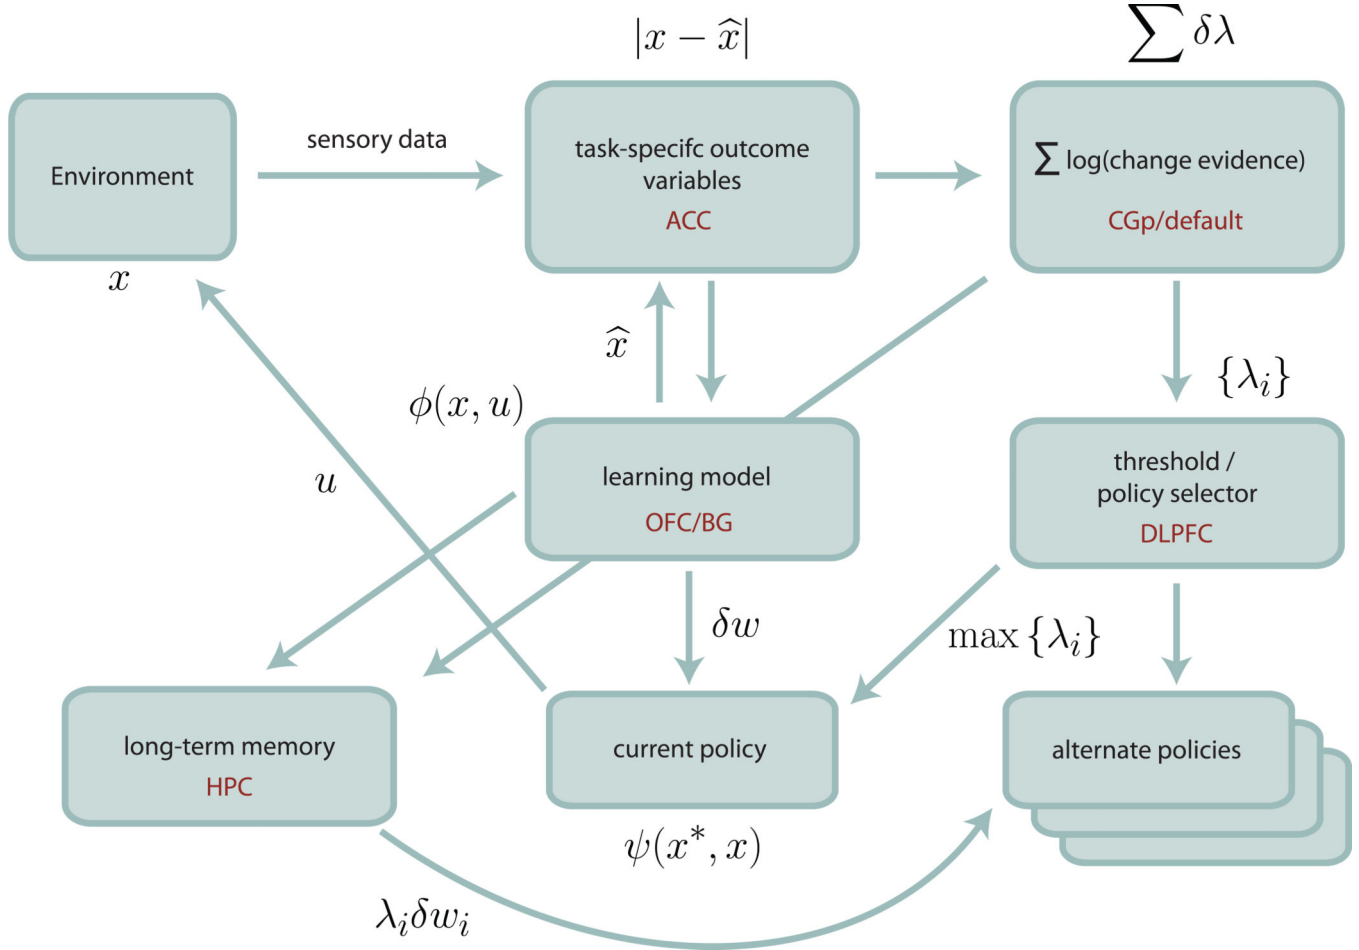 |x − x̂|
∑ δλ
Environment
sensory data
task-specifc outcome
variables
ACC
∑ log(change evidence)
CGp/default
x
x̂
{λᵢ}
ϕ(x, u)
u
learning model
OFC/BG
threshold /
policy selector
DLPFC
δw
max {λᵢ}
long-term memory
HPC
current policy
alternate policies
ψ(x*, x)
λᵢδwᵢ